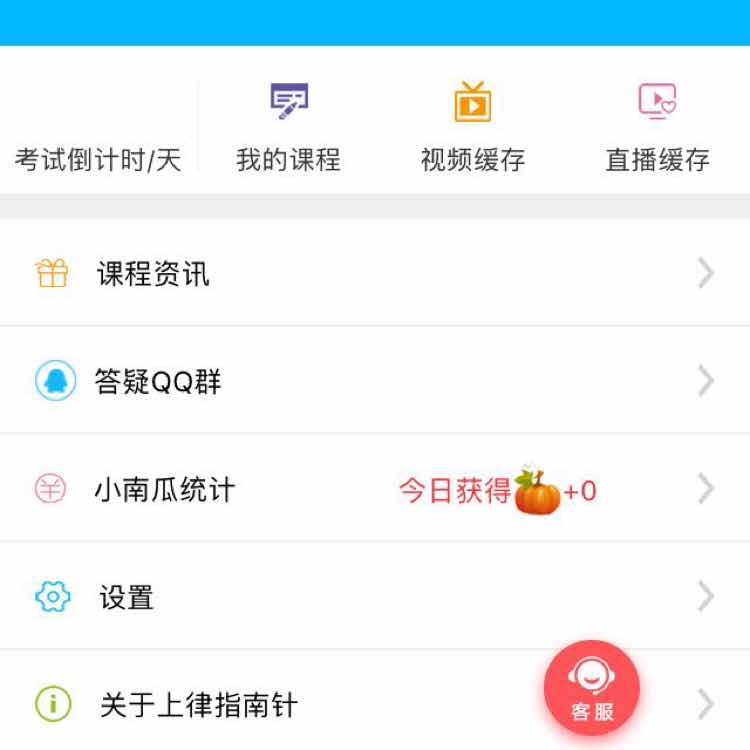 考试倒计时/天
我的课程
视频缓存
直播缓存
课程资讯
答疑QQ群
小南瓜统计
今日获得+0
设置
关于上律指南针
客服